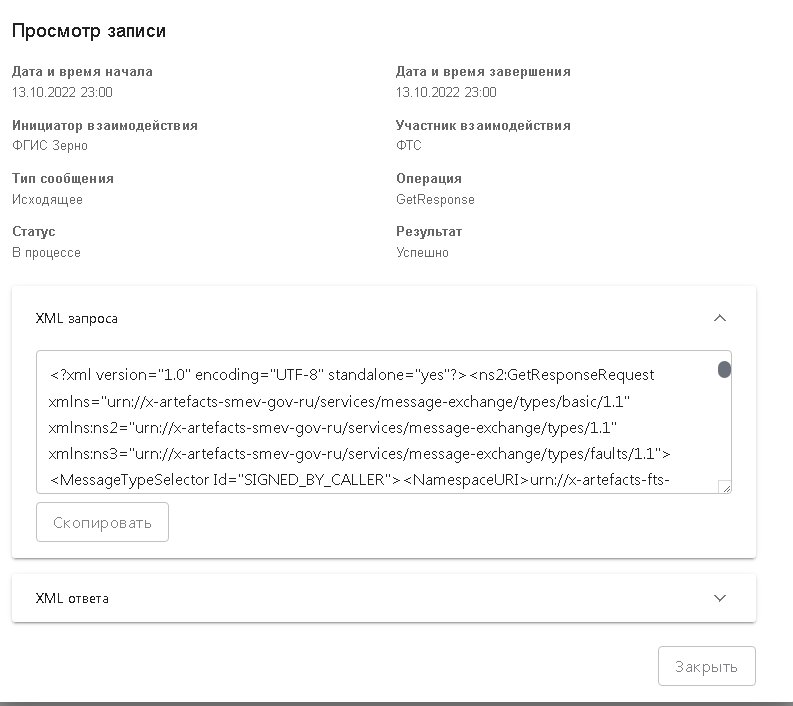 Просмотр записи
Дата и время начала
13.10.2022 23:00
Дата и время завершения
13.10.2022 23:00
Инициатор взаимодействия
ФГИС Зерно
Участник взаимодействия
ФТС
Тип сообщения
Исходящее
Операция
GetResponse
Статус
В процессе
Результат
Успешно
XML запроса
<?xml version="1.0" encoding="UTF-8" standalone="yes"?><ns2:GetResponseRequest
xmlns="urn://x-artefacts-smev-gov-ru/services/message-exchange/types/basic/1.1"
xmlns:ns2="urn://x-artefacts-smev-gov-ru/services/message-exchange/types/1.1"
xmlns:ns3="urn://x-artefacts-smev-gov-ru/services/message-exchange/types/faults/1.1">
<MessageTypeSelector Id="SIGNED_BY_CALLER"><NamespaceURI>urn://x-artefacts-fts-
Скопировать
XML ответа
Закрыть